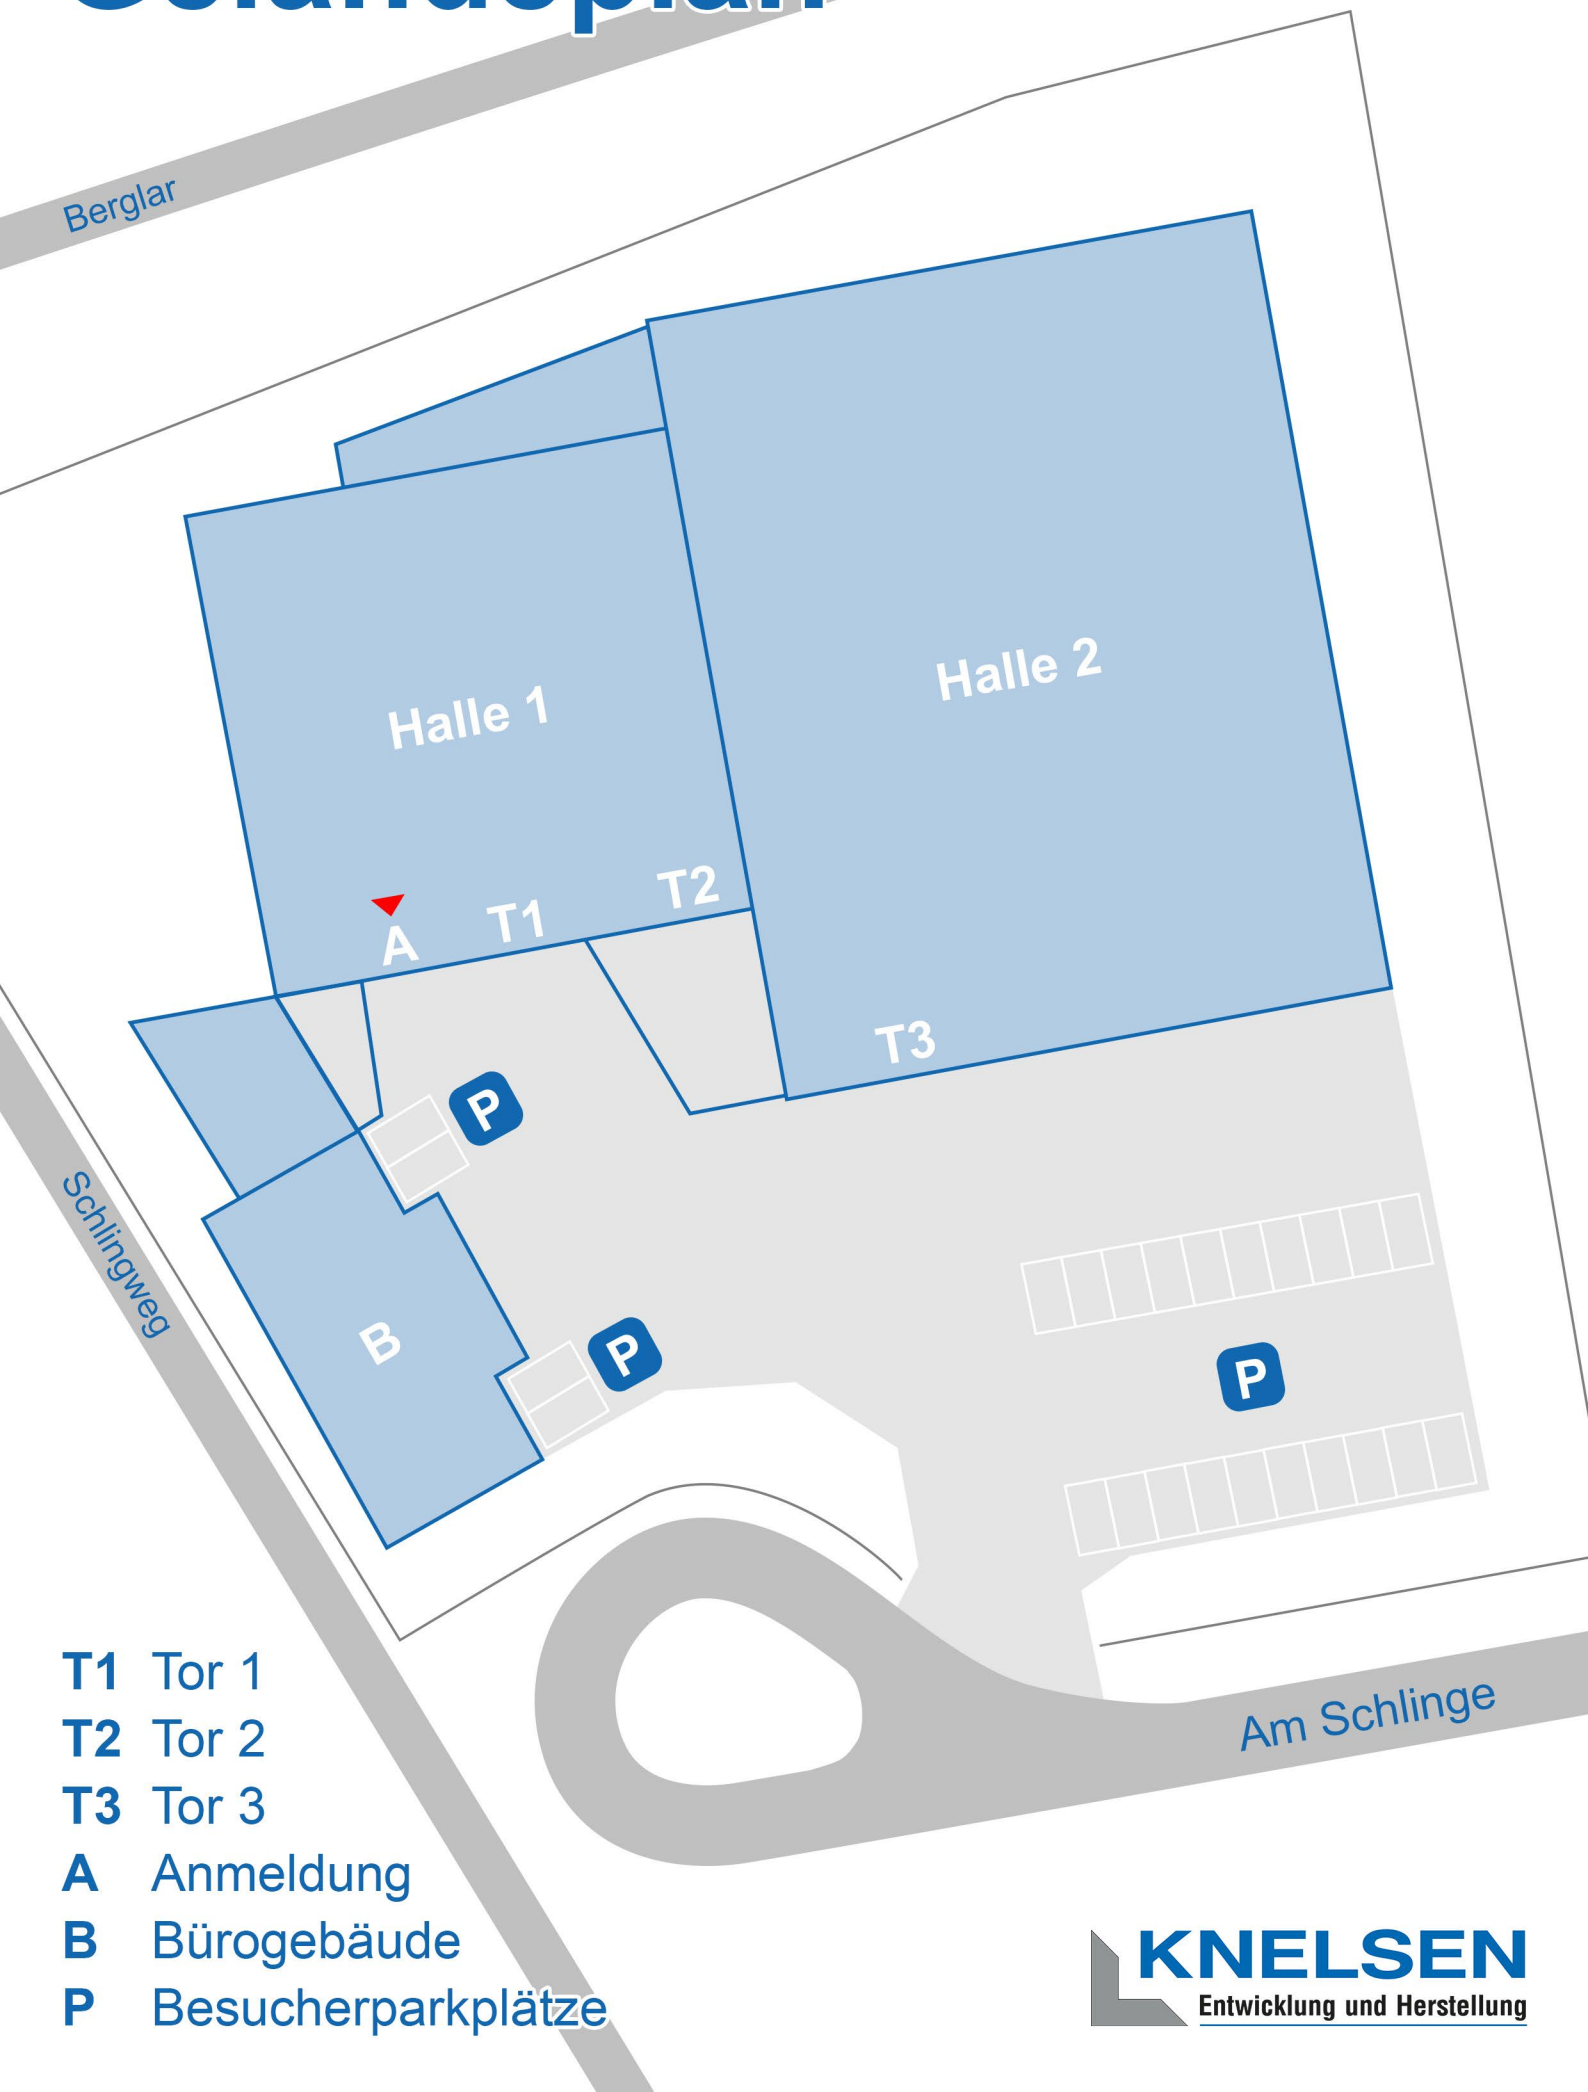 Geländeplan
Berglar
Halle 2
Halle 1
T2
T1
A
T3
P
Schlingweg
B
P
P
Am Schlinge
T1 Tor 1
T2 Tor 2
T3 Tor 3
A Anmeldung
B Bürogebäude
P Besucherparkplätze
KNELSEN
Entwicklung und Herstellung